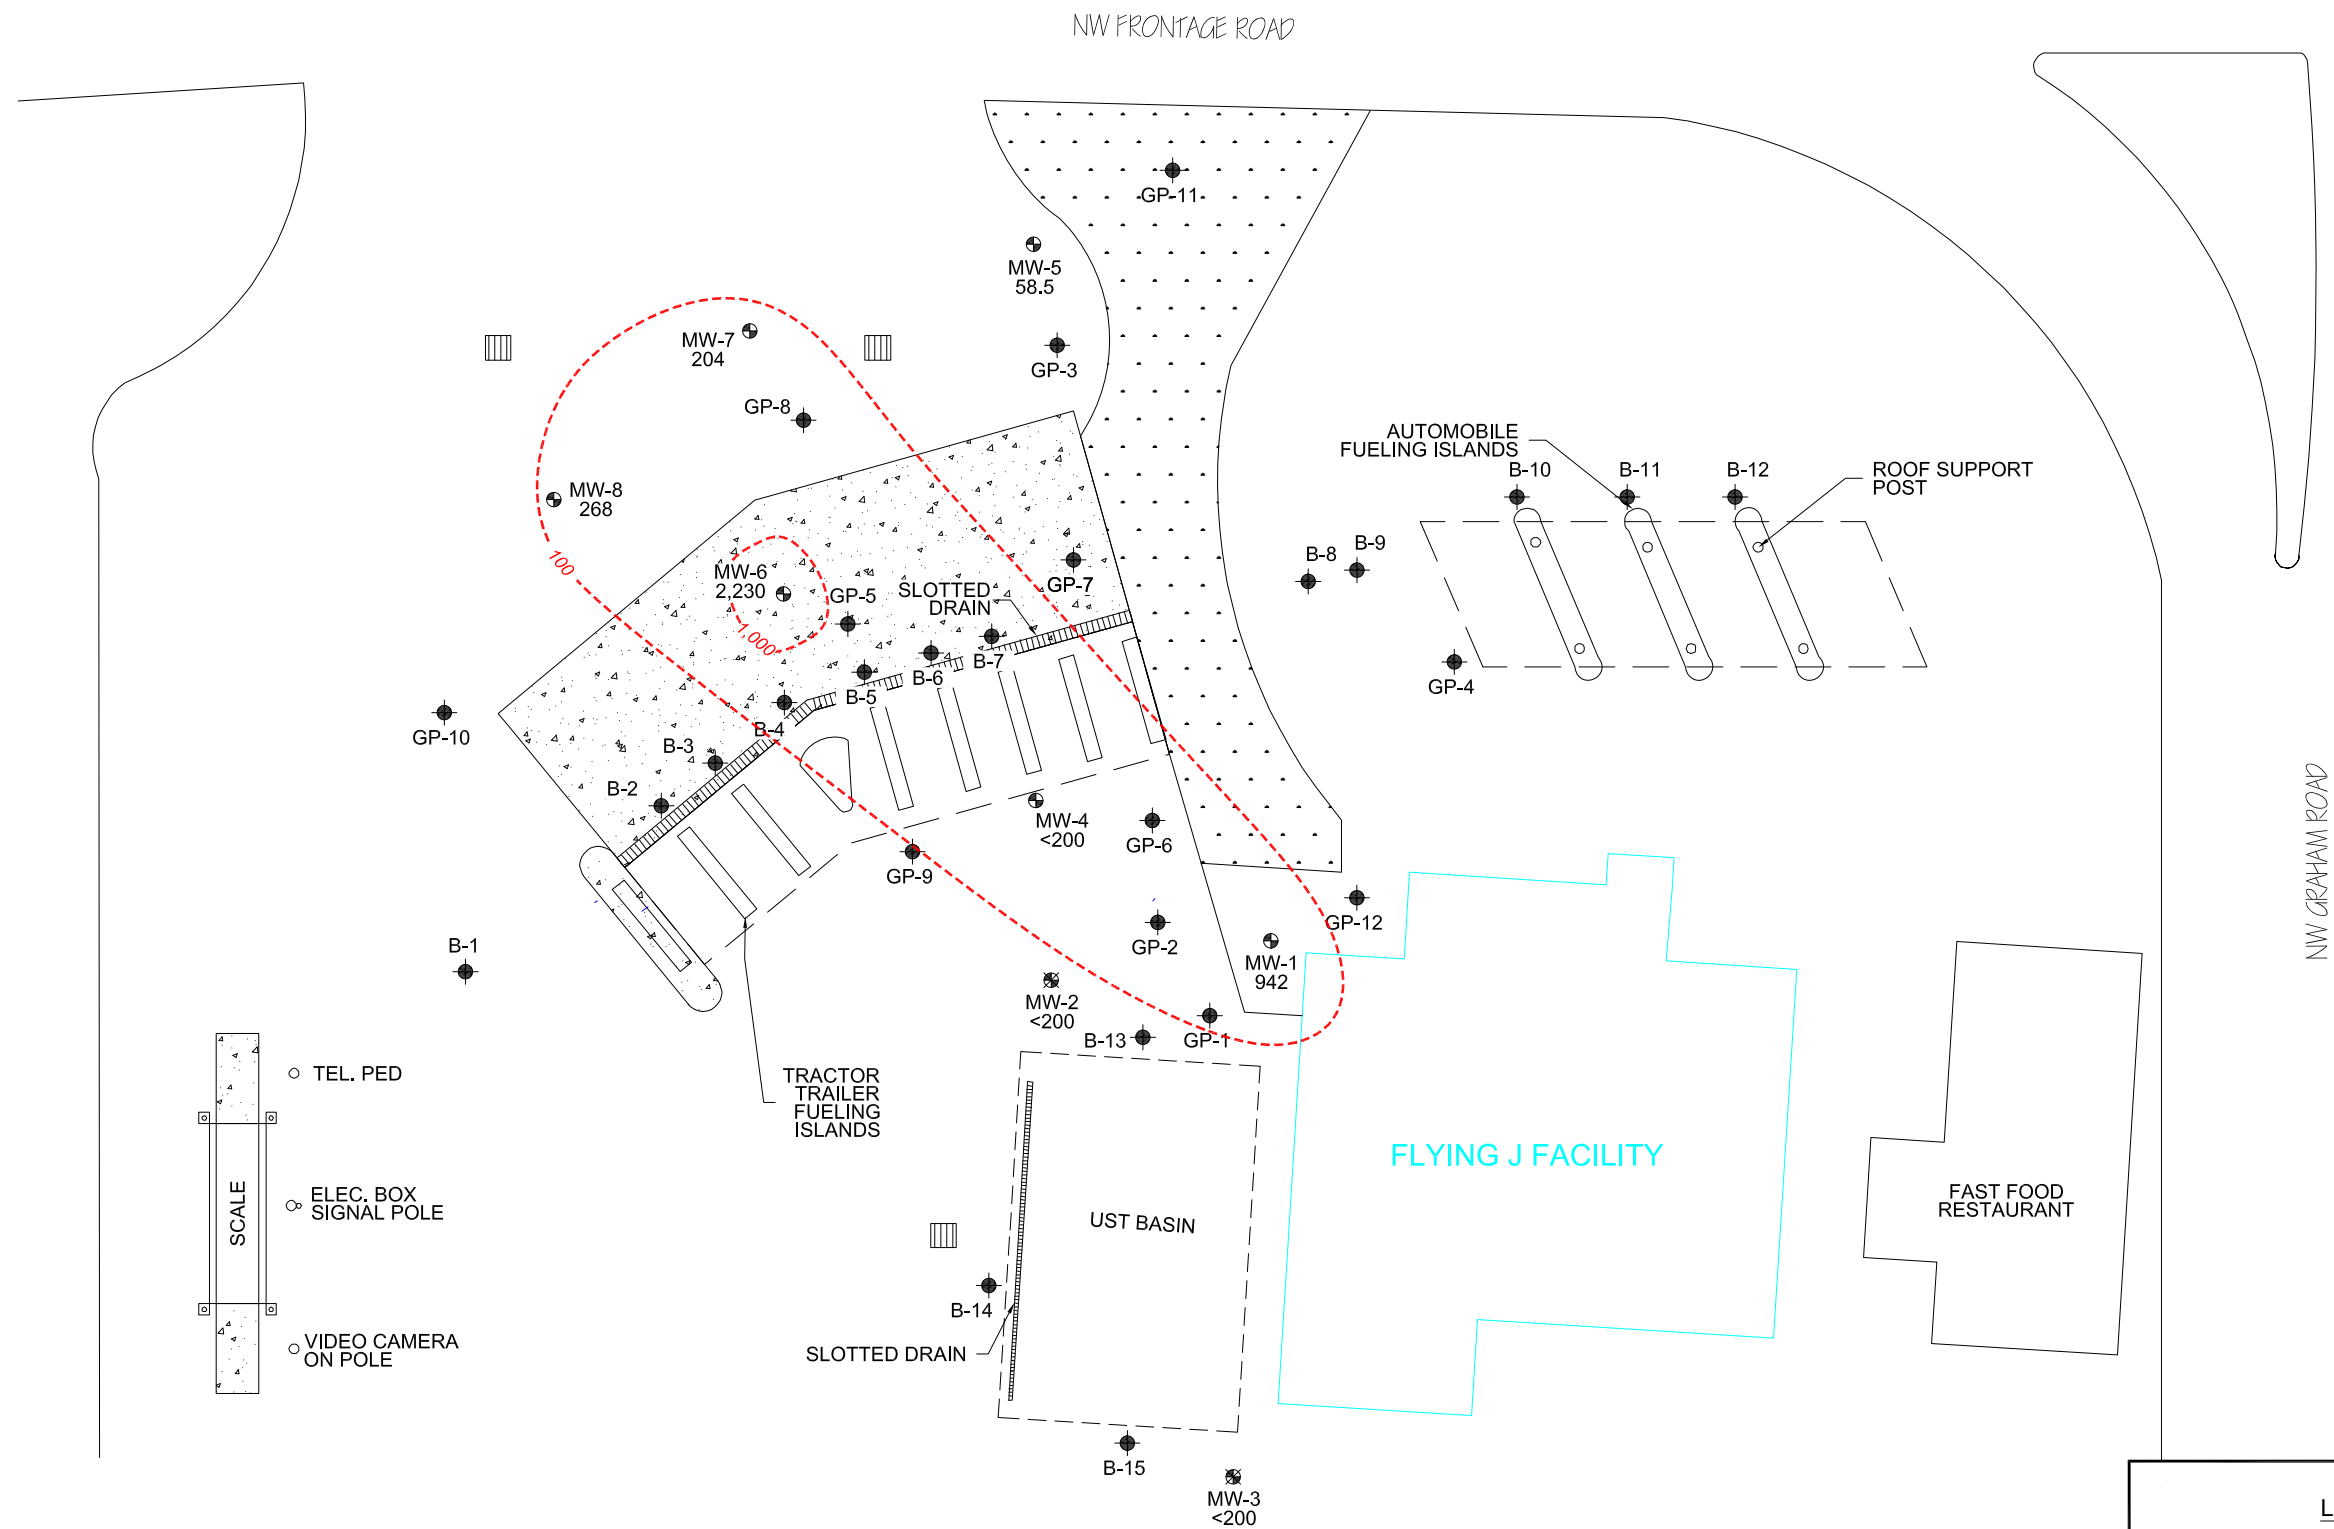 NW FRONTAGE ROAD
GP-11
MW-5
58.5
MW-7
204
GP-3
GP-8
AUTOMOBILE
FUELING ISLANDS
B-10
B-11
B-12
ROOF SUPPORT
POST
MW-8
268
100
B-9
B-8
MW-6
2,230
GP-5
SLOTTED
DRAIN
GP-7
1,000
B-7
B-6
B-5
B-4
GP-4
GP-10
B-3
B-2
MW-4
<200
GP-6
GP-9
NW GRAHAM ROAD
B-1
GP-2
GP-12
MW-1
942
MW-2
<200
B-13
GP-1
TEL. PED
TRACTOR
TRAILER
FUELING
ISLANDS
FLYING J FACILITY
SCALE
ELEC. BOX
SIGNAL POLE
UST BASIN
FAST FOOD
RESTAURANT
B-14
VIDEO CAMERA
ON POLE
SLOTTED DRAIN
B-15
MW-3
<200
L